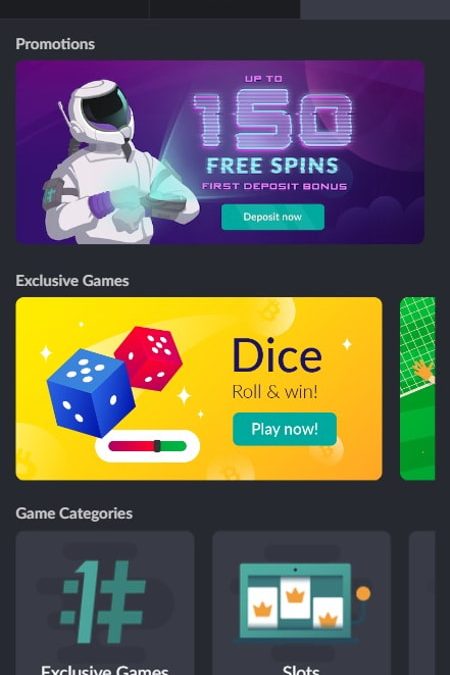 Promotions
UP TO
150
FREE SPINS
FIRST DEPOSIT BONUS
Deposit now
Exclusive Games
Dice
Roll & win!
Play now!
Game Categories
Exclusive Games
Slots